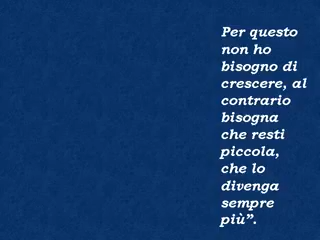 Per questo
non ho
bisogno di
crescere, al
contrario
bisogna
che resti
piccola,
che lo
divenga
sempre
più”.